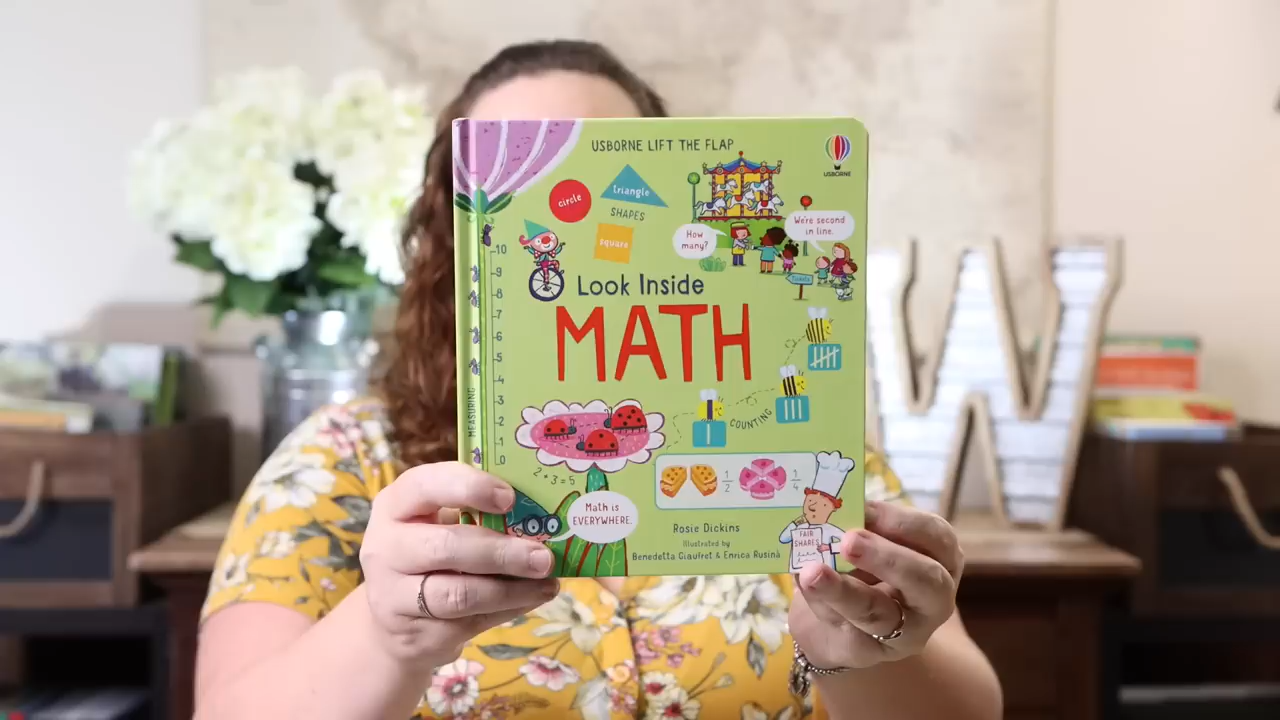 USBORNE LIFT THE FLAP
USBORNE
circle
triangle
SHAPES
square
How
many?
We're second
in line.
Tickets
Look Inside
MATH
10
9
8
7
6
5
4
3
2
1
0
MEASURING
COUNTING
2+3=5
1/2
1/4
Math is
EVERYWHERE.
FAIR
SHARES
Rosie Dickins
Illustrated by
Benedetta Giaufret & Enrica Rusinà
W